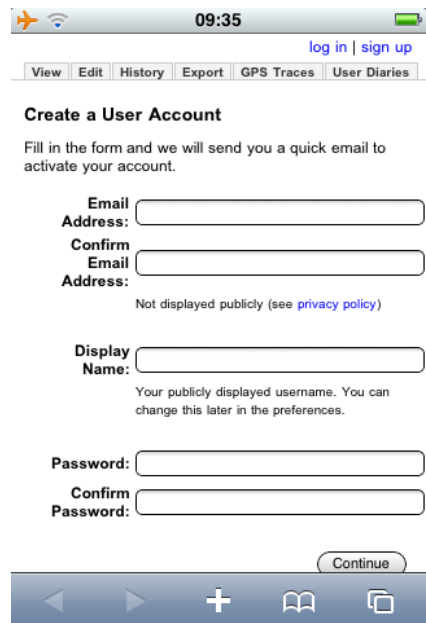 09:35
log in | sign up
View Edit History Export GPS Traces User Diaries
Create a User Account
Fill in the form and we will send you a quick email to
activate your account.
Email
Address:
Confirm
Email
Address:
Not displayed publicly (see privacy policy)
Display
Name:
Your publicly displayed username. You can
change this later in the preferences.
Password:
Confirm
Password:
Continue